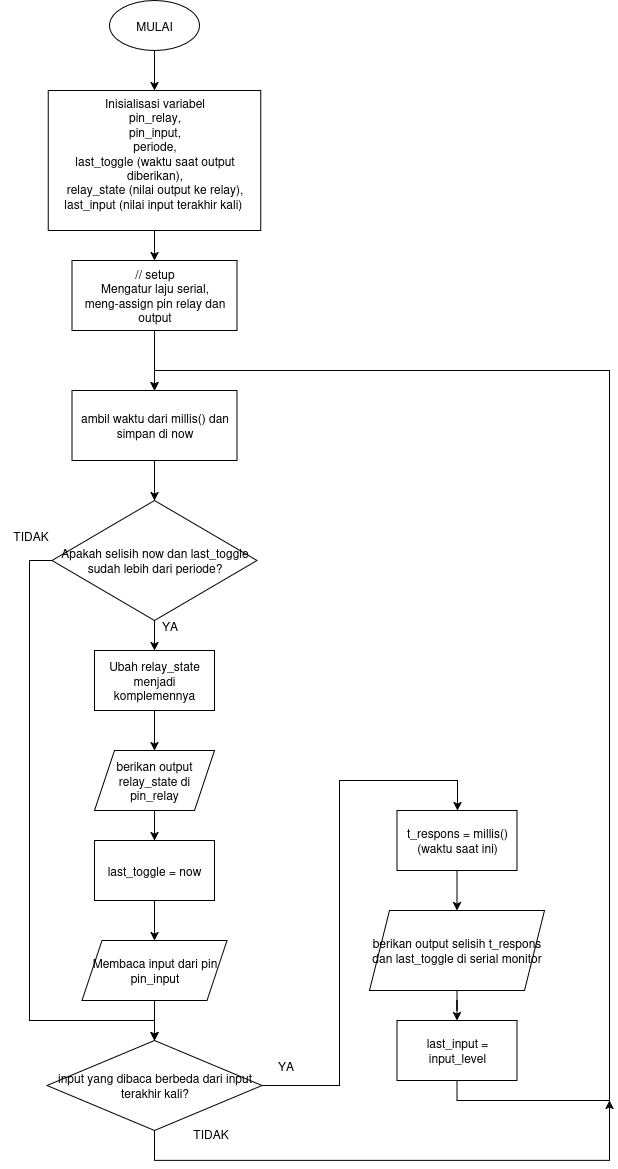 MULAI
Inisialisasi variabel
pin_relay,
pin_input,
periode,
last_toggle (waktu saat output
diberikan),
relay_state (nilai output ke relay),
last_input (nilai input terakhir kali)
// setup
Mengatur laju serial,
meng-assign pin relay dan
output
ambil waktu dari millis() dan
simpan di now
TIDAK
Apakah selisih now dan last_toggle
sudah lebih dari periode?
YA
Ubah relay_state
menjadi
komplemennya
berikan output
relay_state di
pin_relay
last_toggle = now
Membaca input dari pin
pin_input
input yang dibaca berbeda dari input
terakhir kali?
YA
TIDAK
t_respons = millis()
(waktu saat ini)
berikan output selisih t_respons
dan last_toggle di serial monitor
last_input =
input_level